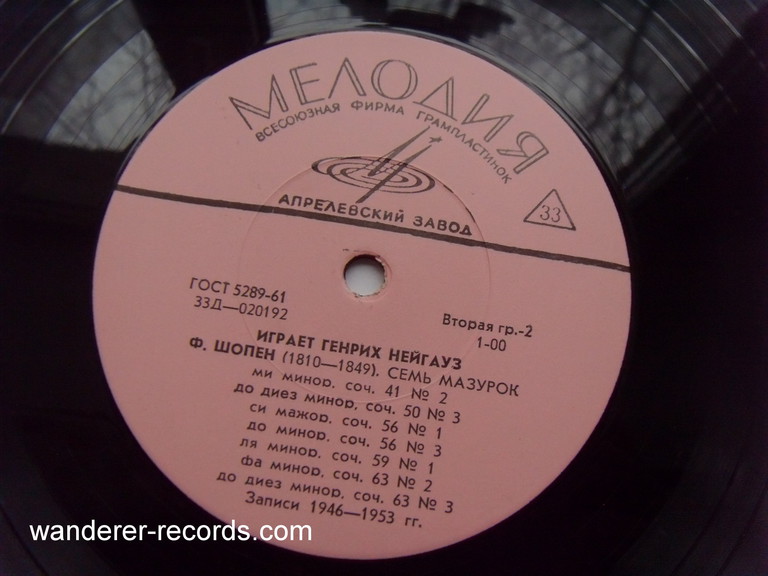 МЕЛОДИЯ
ВСЕСОЮЗНАЯ ФИРМА ГРАМПЛАСТИНОК
АПРЕЛЕВСКИЙ ЗАВОД
33
ГОСТ 5289-61
33Д—020192
Вторая гр.-2
1-00
ИГРАЕТ ГЕНРИХ НЕЙГАУЗ
Ф. ШОПЕН (1810—1849). СЕМЬ МАЗУРОК
ми минор, соч. 41 № 2
до диез минор, соч. 50 № 3
си мажор, соч. 56 № 1
до минор, соч. 56 № 3
ля минор, соч. 59 № 1
фа минор, соч. 63 № 2
до диез минор, соч. 63 № 3
Записи 1946—1953 гг.
wanderer-records.com